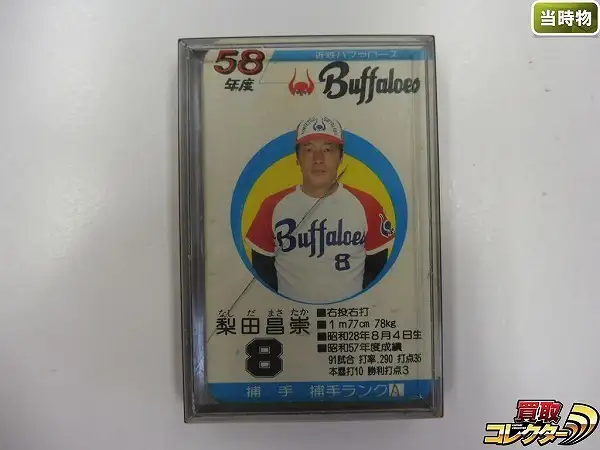 当時物
58
年度
近鉄バファローズ
Buffaloes
Buffaloes
8
なしだ まさたか
梨田昌崇
8
■右投右打
■1m77cm 78kg
■昭和28年8月4日生
■昭和57年度成績
91試合 打率.290 打点36
本塁打10 勝利打点3
捕手 捕手ランクA
買取
コレクター